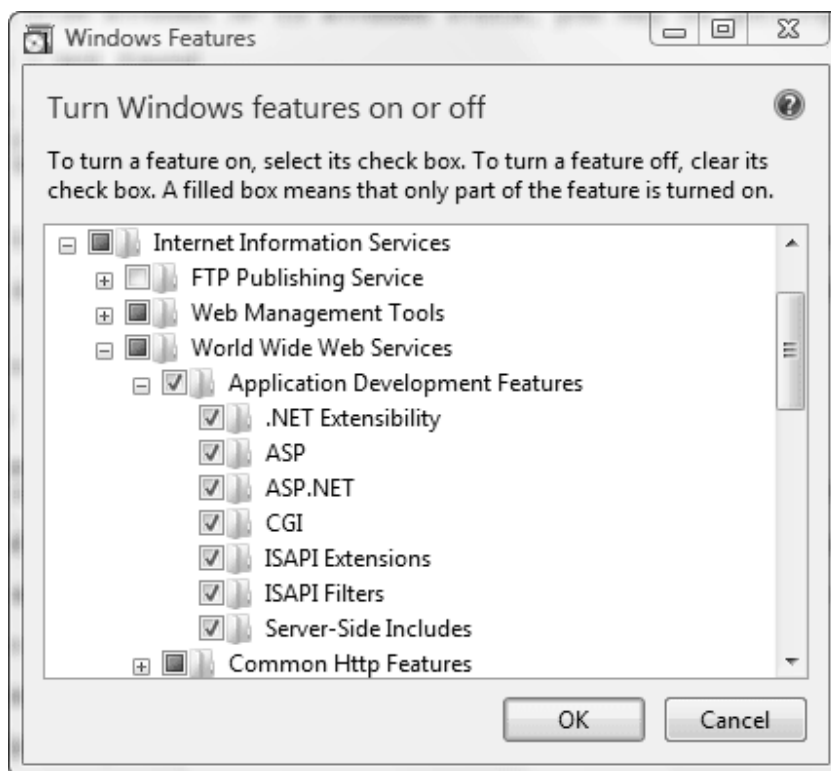 Windows Features
Turn Windows features on or off
To turn a feature on, select its check box. To turn a feature off, clear its
check box. A filled box means that only part of the feature is turned on.
Internet Information Services
FTP Publishing Service
Web Management Tools
World Wide Web Services
Application Development Features
.NET Extensibility
ASP
ASP.NET
CGI
ISAPI Extensions
ISAPI Filters
Server-Side Includes
Common Http Features
OK Cancel